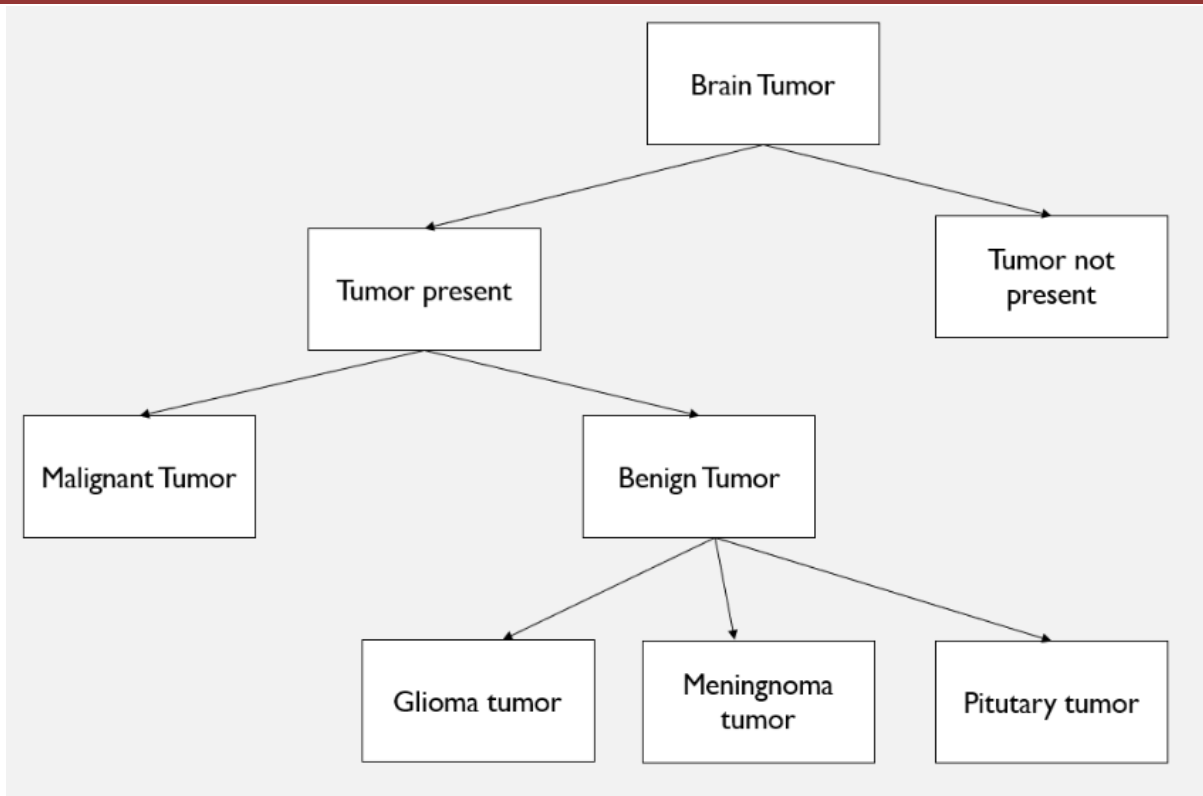 Brain Tumor
Tumor present
Tumor not
present
Malignant Tumor
Benign Tumor
Glioma tumor
Meningnoma
tumor
Pitutary tumor